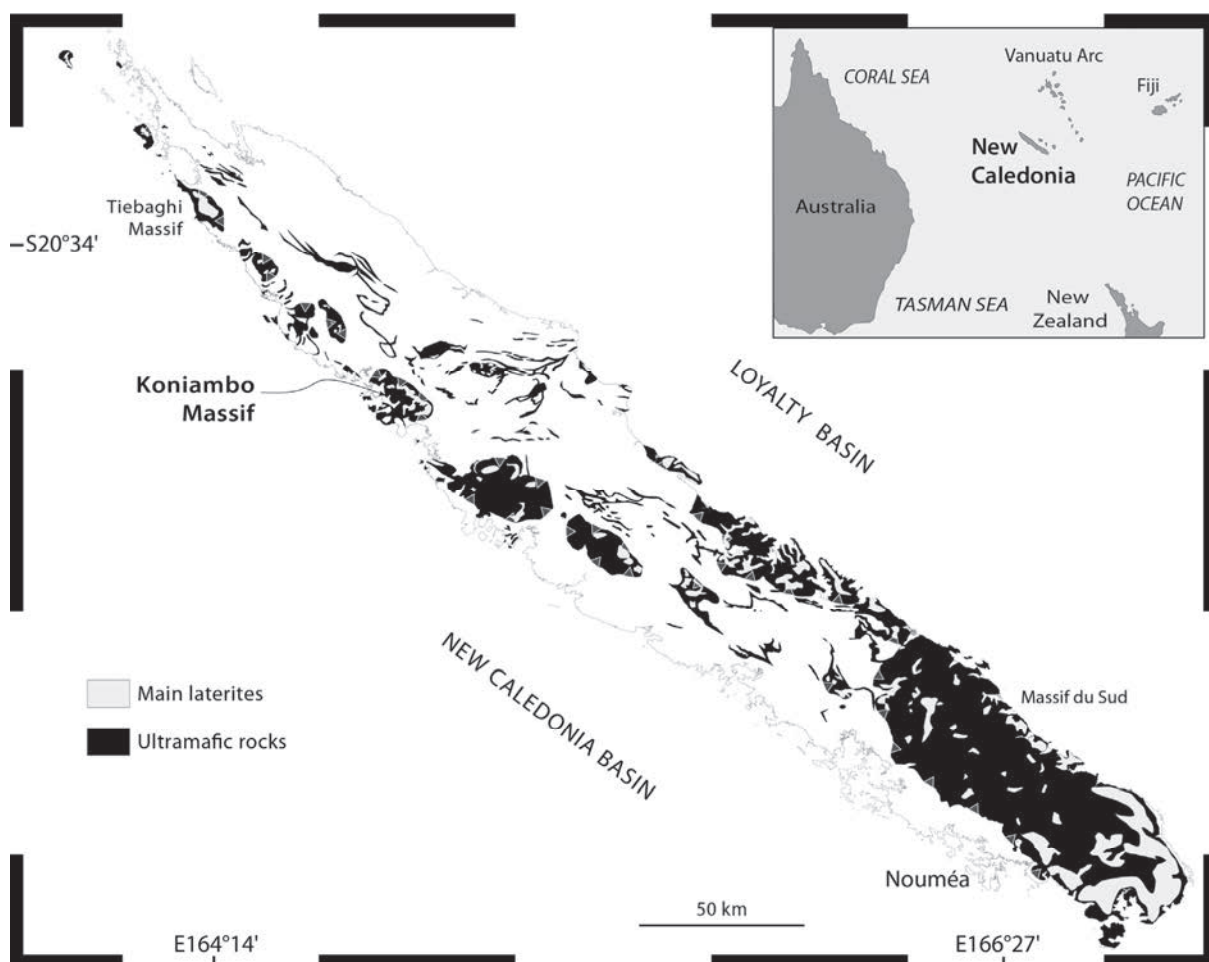 CORAL SEA
Vanuatu Arc
Fiji
New
Caledonia
PACIFIC
OCEAN
Australia
TASMAN SEA
New
Zealand
Tiebaghi
Massif
S20°34'
Koniambo
Massif
LOYALTY BASIN
NEW CALEDONIA BASIN
Main laterites
Ultramafic rocks
Massif du Sud
Nouméa
50 km
E164°14'
E166°27'